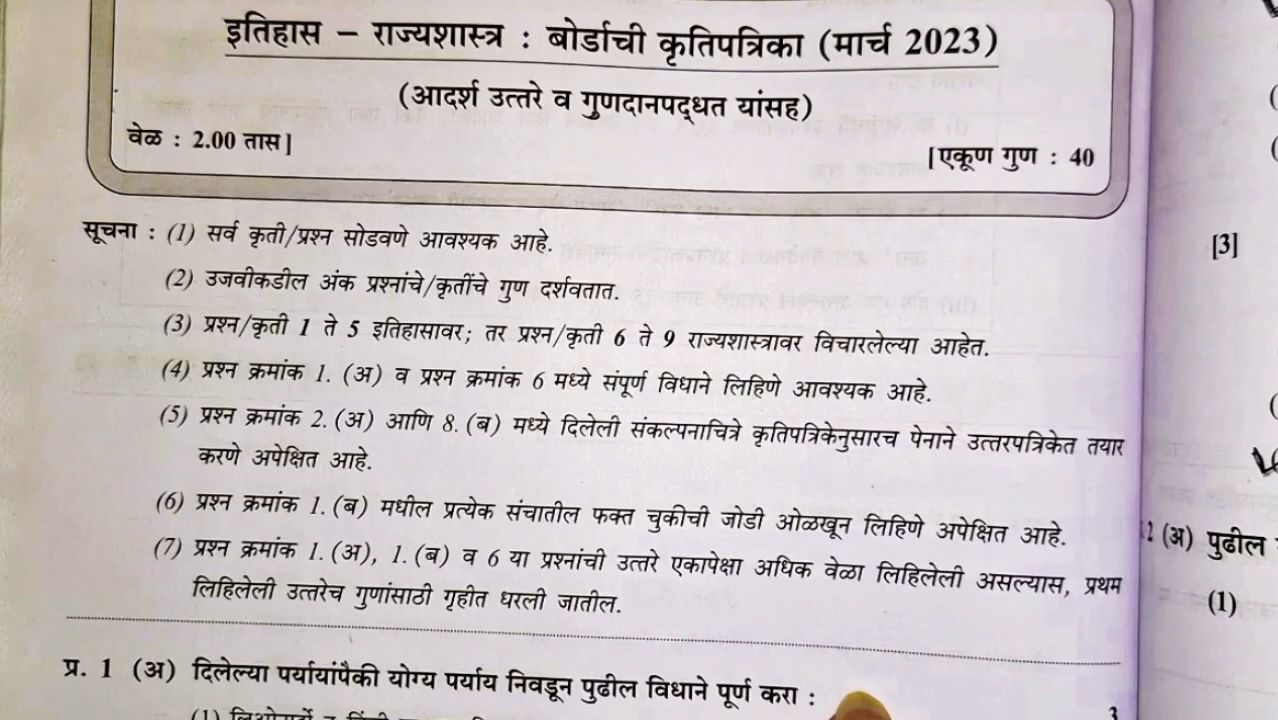 इतिहास – राज्यशास्त्र : बोर्डाची कृतिपत्रिका (मार्च 2023)
(आदर्श उत्तरे व गुणदानपद्धत यांसह)
वेळ : 2.00 तास]
[एकूण गुण : 40
सूचना : (1) सर्व कृती/प्रश्न सोडवणे आवश्यक आहे.
(2) उजवीकडील अंक प्रश्नांचे/कृतींचे गुण दर्शवतात.
(3) प्रश्न/कृती 1 ते 5 इतिहासावर; तर प्रश्न/कृती 6 ते 9 राज्यशास्त्रावर विचारलेल्या आहेत.
(4) प्रश्न क्रमांक 1. (अ) व प्रश्न क्रमांक 6 मध्ये संपूर्ण विधाने लिहिणे आवश्यक आहे.
(5) प्रश्न क्रमांक 2. (अ) आणि 8. (ब) मध्ये दिलेली संकल्पनाचित्रे कृतिपत्रिकेनुसारच पेनाने उत्तरपत्रिकेत तयार
करणे अपेक्षित आहे.
(6) प्रश्न क्रमांक 1. (ब) मधील प्रत्येक संचातील फक्त चुकीची जोडी ओळखून लिहिणे अपेक्षित आहे.
(7) प्रश्न क्रमांक 1. (अ), 1. (ब) व 6 या प्रश्नांची उत्तरे एकापेक्षा अधिक वेळा लिहिलेली असल्यास, प्रथम
लिहिलेली उत्तरेच गुणांसाठी गृहीत धरली जातील.
प्र. 1 (अ) दिलेल्या पर्यायांपैकी योग्य पर्याय निवडून पुढील विधाने पूर्ण करा :
3
[3]
2 (अ) पुढील
(1)